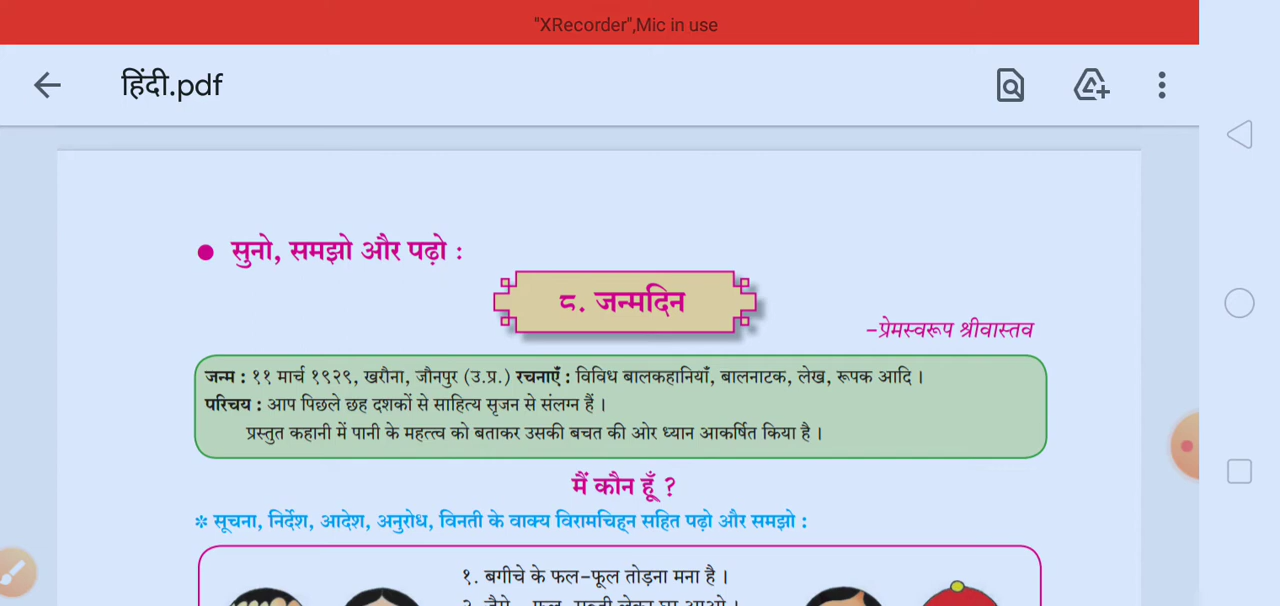 "XRecorder",Mic in use
हिंदी.pdf
● सुनो, समझो और पढ़ो :
८. जन्मदिन
-प्रेमस्वरूप श्रीवास्तव
जन्म : ११ मार्च १९२९, खरौना, जौनपुर (उ.प्र.) रचनाएँ : विविध बालकहानियाँ, बालनाटक, लेख, रूपक आदि ।
परिचय : आप पिछले छह दशकों से साहित्य सृजन से संलग्न हैं ।
प्रस्तुत कहानी में पानी के महत्त्व को बताकर उसकी बचत की ओर ध्यान आकर्षित किया है ।
मैं कौन हूँ ?
* सूचना, निर्देश, आदेश, अनुरोध, विनती के वाक्य विरामचिह्न सहित पढ़ो और समझो :
१. बगीचे के फल-फूल तोड़ना मना है ।